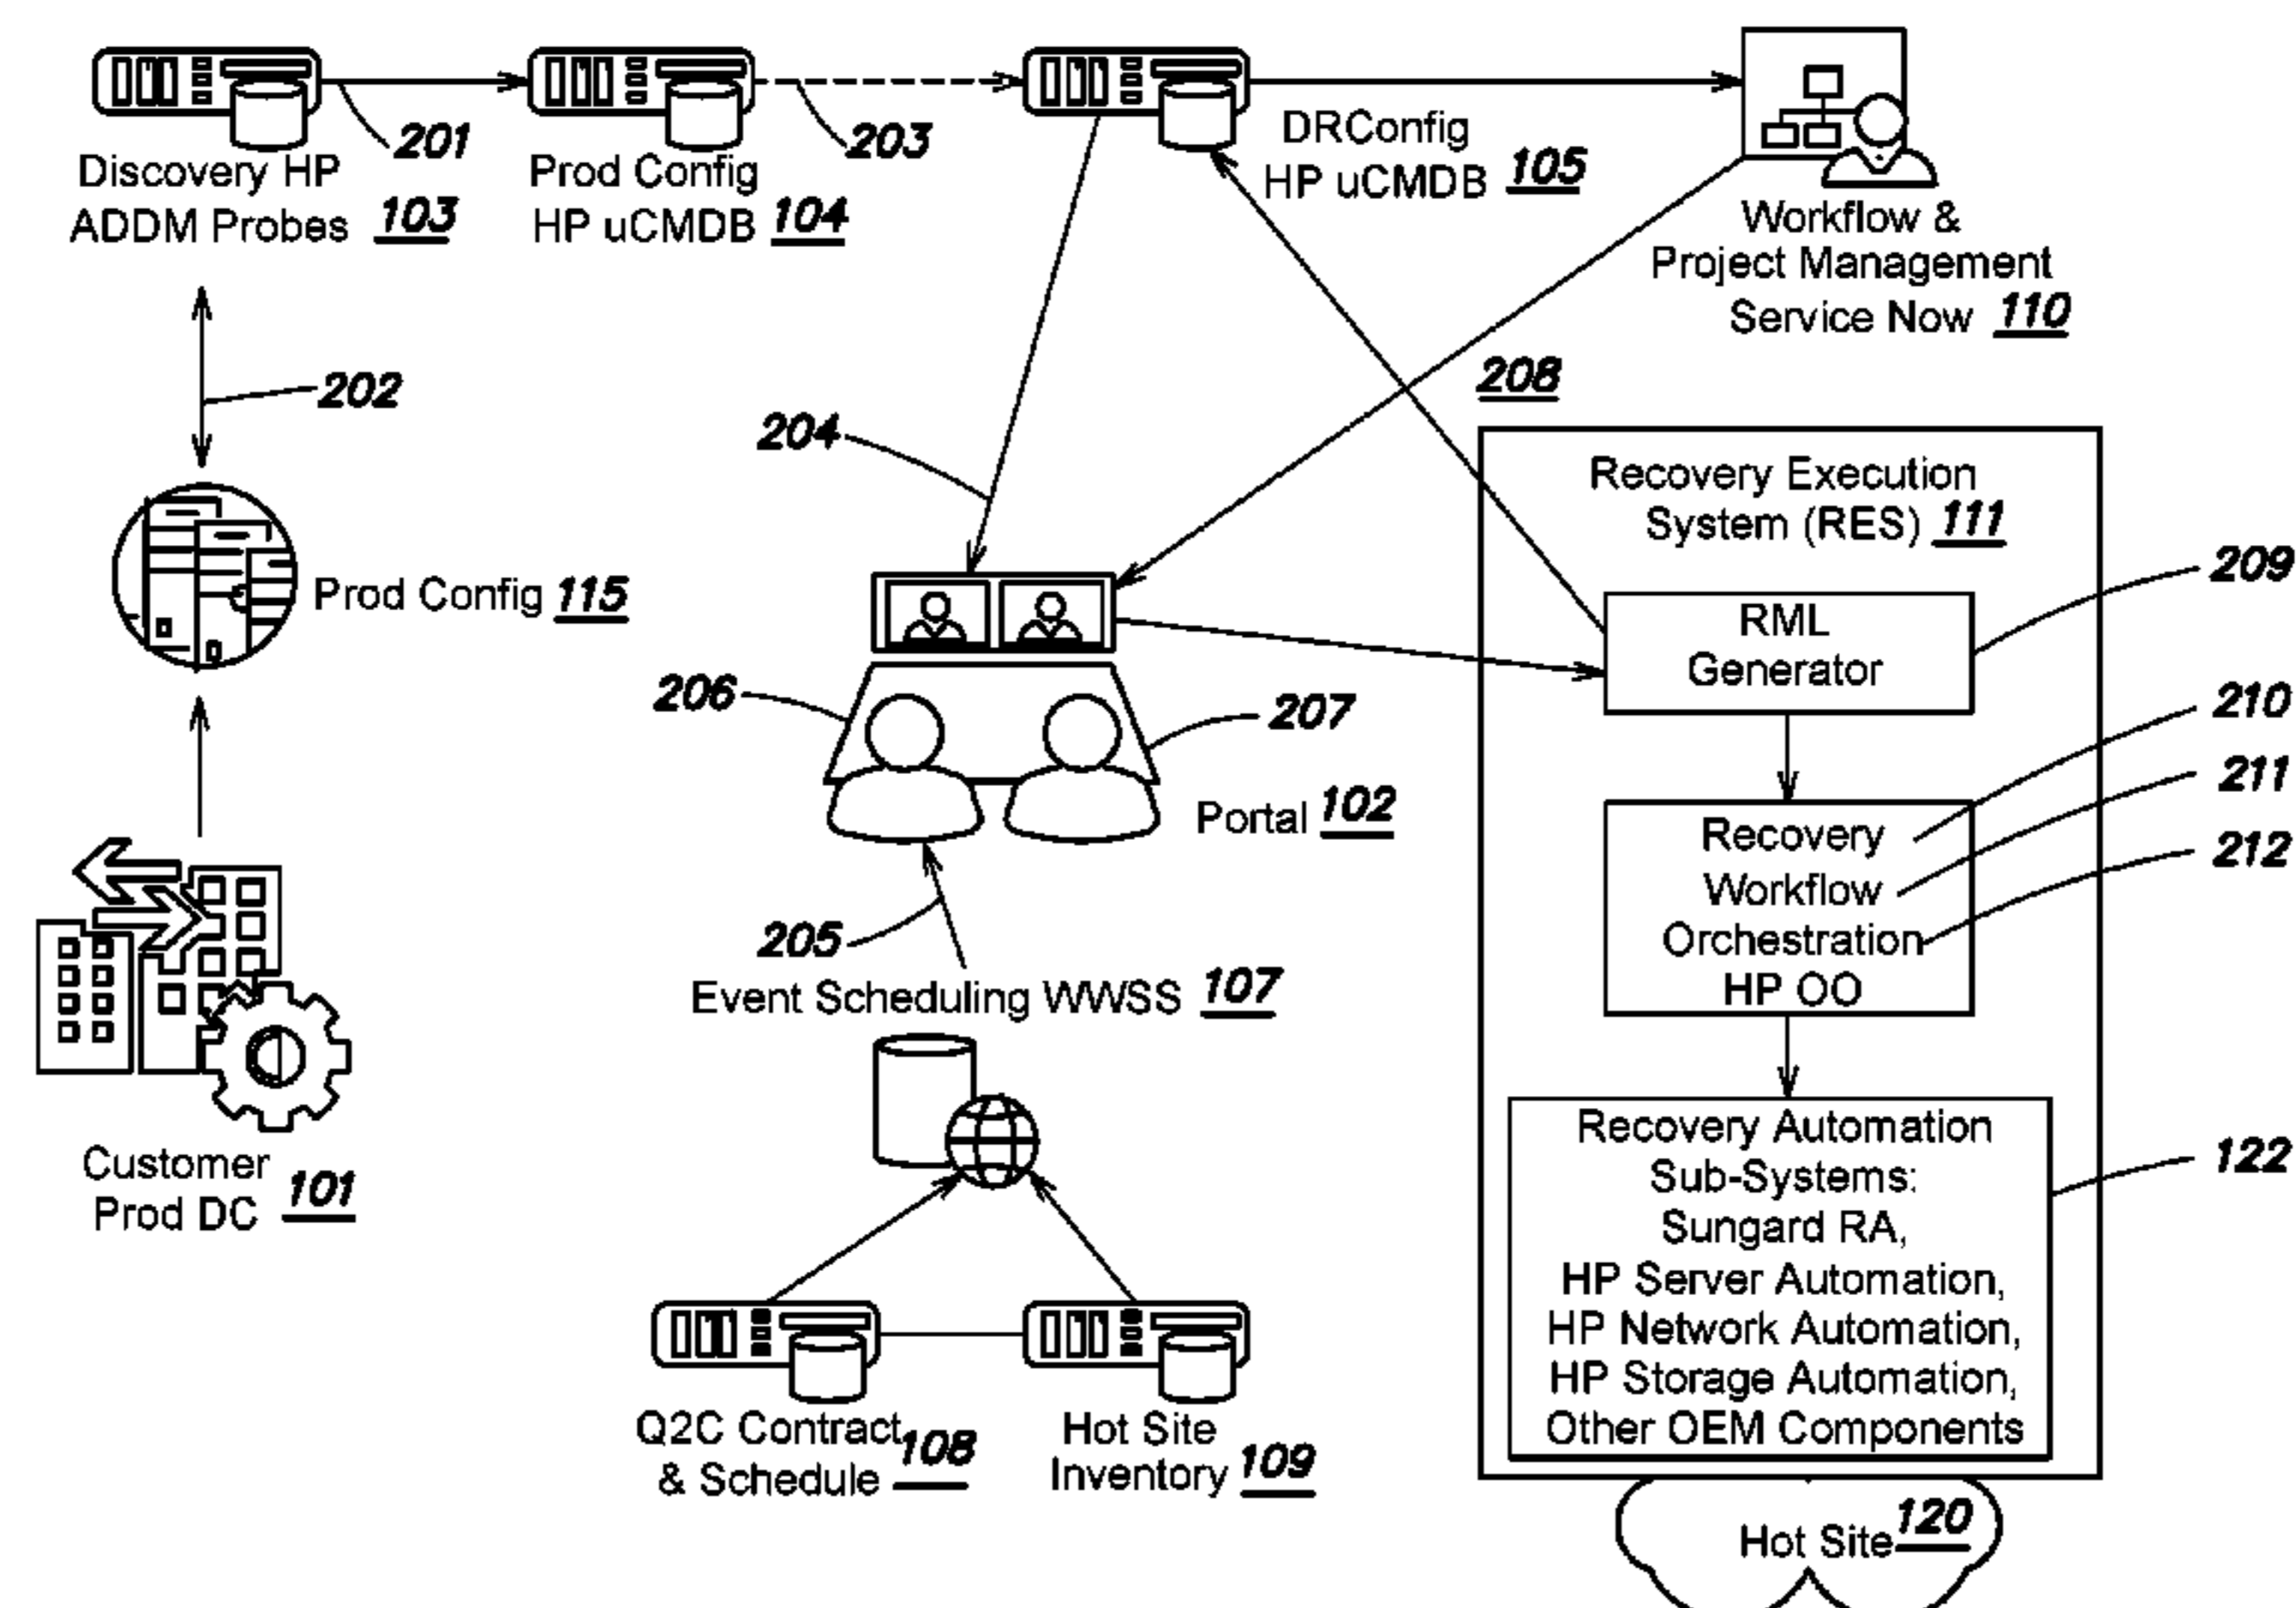 201
203
Discovery HP
ADDM Probes 103
Prod Config
HP uCMDB 104
DRConfig
HP uCMDB 105
Workflow &
Project Management
Service Now 110
202
204
208
Prod Config 115
206
207
Portal 102
205
Event Scheduling WWSS 107
Customer
Prod DC 101
Q2C Contract
& Schedule 108
Hot Site
Inventory 109
Recovery Execution
System (RES) 111
209
RML
Generator
210
211
212
Recovery
Workflow
Orchestration
HP OO
122
Recovery Automation
Sub-Systems:
Sungard RA,
HP Server Automation,
HP Network Automation,
HP Storage Automation,
Other OEM Components
Hot Site 120